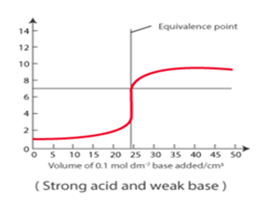 Equivalence point
14
12
10
8
6
4
2
0
0 5 10 15 20 25 30 35 40 45 50
Volume of 0.1 mol dm⁻³ base added/cm³
( Strong acid and weak base )